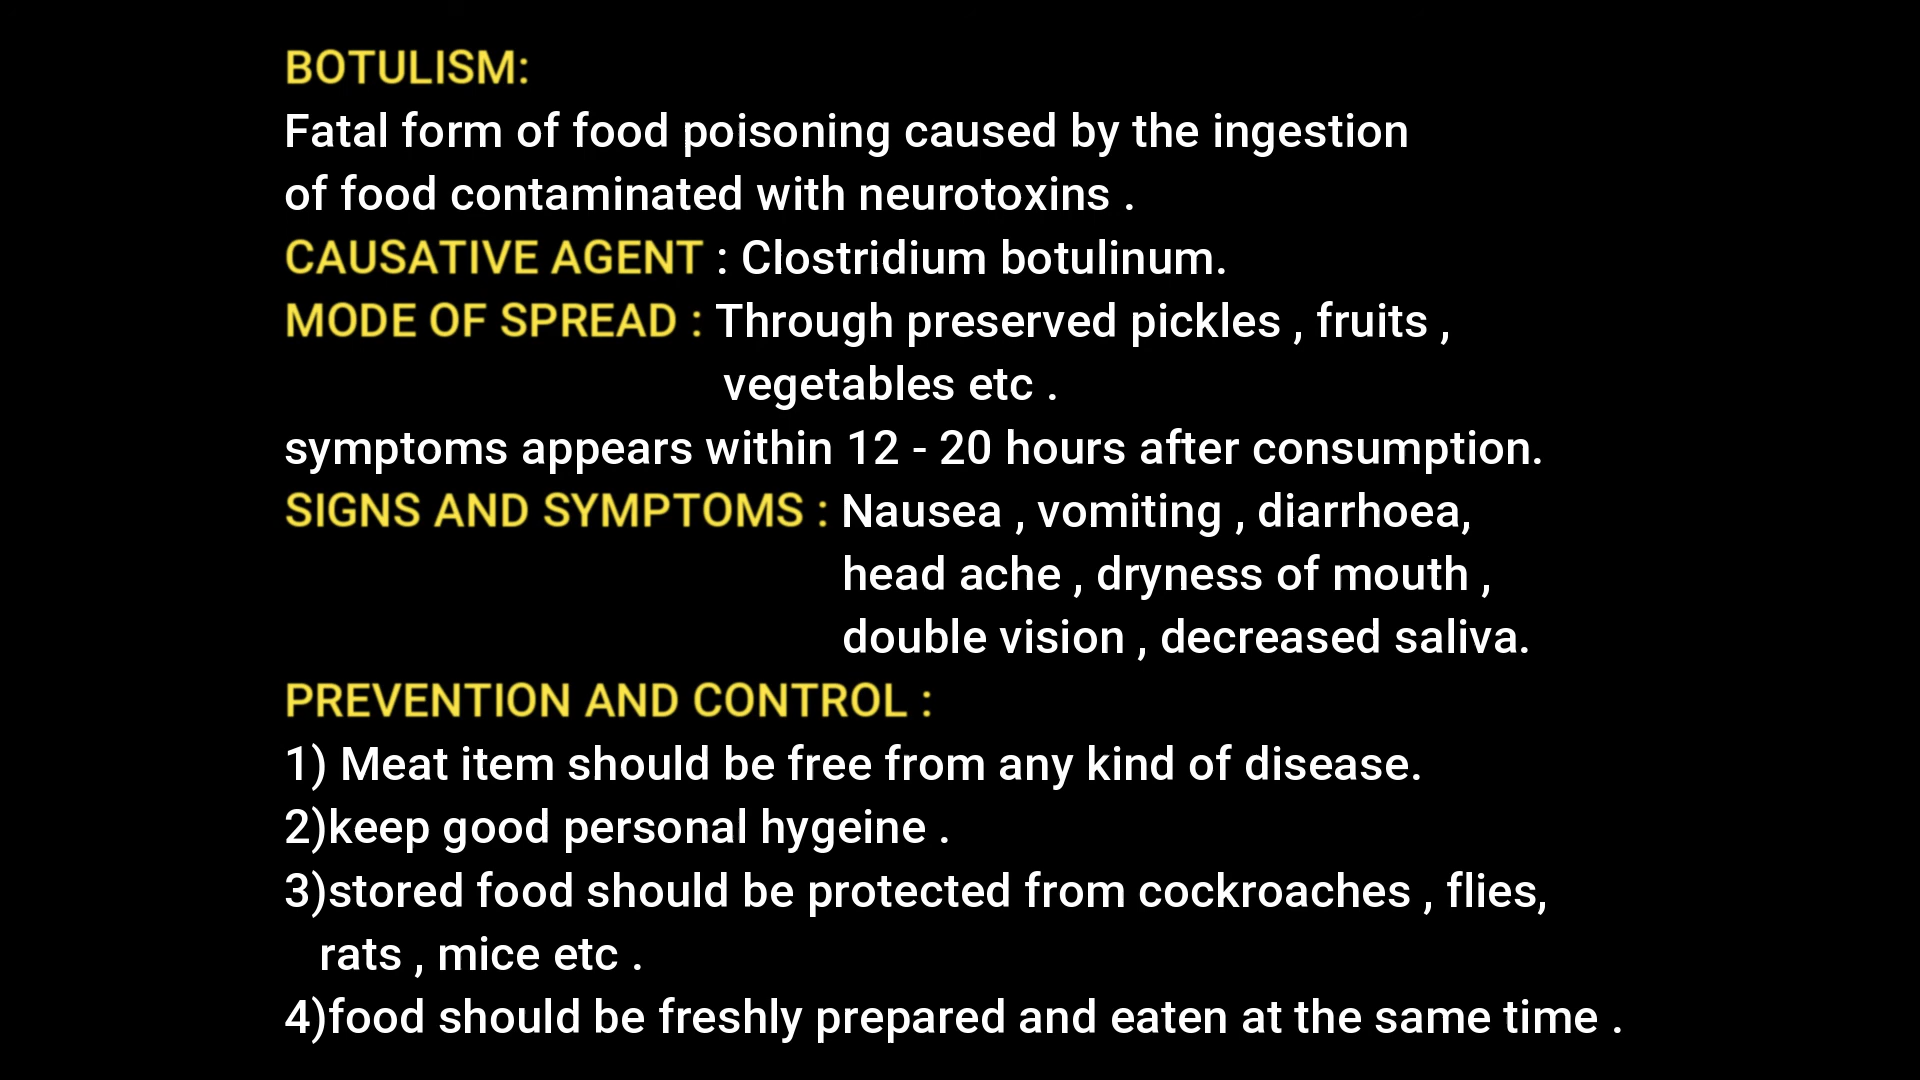 BOTULISM:
Fatal form of food poisoning caused by the ingestion
of food contaminated with neurotoxins .
CAUSATIVE AGENT : Clostridium botulinum.
MODE OF SPREAD : Through preserved pickles , fruits ,
vegetables etc .
symptoms appears within 12 - 20 hours after consumption.
SIGNS AND SYMPTOMS : Nausea , vomiting , diarrhoea,
head ache , dryness of mouth ,
double vision , decreased saliva.
PREVENTION AND CONTROL :
1) Meat item should be free from any kind of disease.
2)keep good personal hygeine .
3)stored food should be protected from cockroaches , flies,
rats , mice etc .
4)food should be freshly prepared and eaten at the same time .